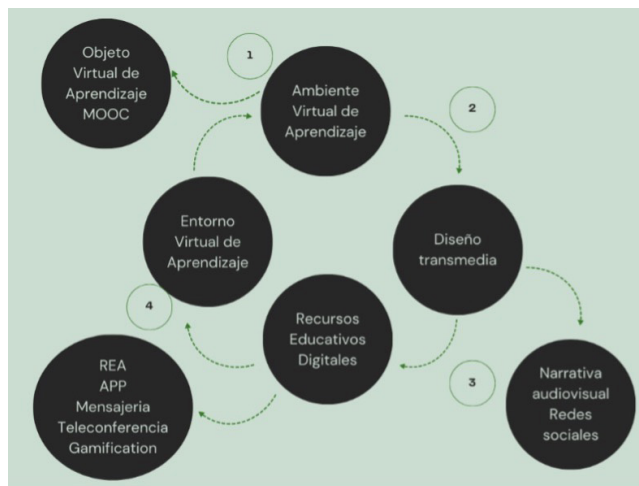 Objeto
Virtual de
Aprendizaje
MOOC
1
Ambiente
Virtual de
Aprendizaje
2
Entorno
Virtual de
Aprendizaje
Diseño
transmedia
4
Recursos
Educativos
Digitales
3
REA
APP
Mensajeria
Teleconferencia
Gamification
Narrativa
audiovisual
Redes
sociales